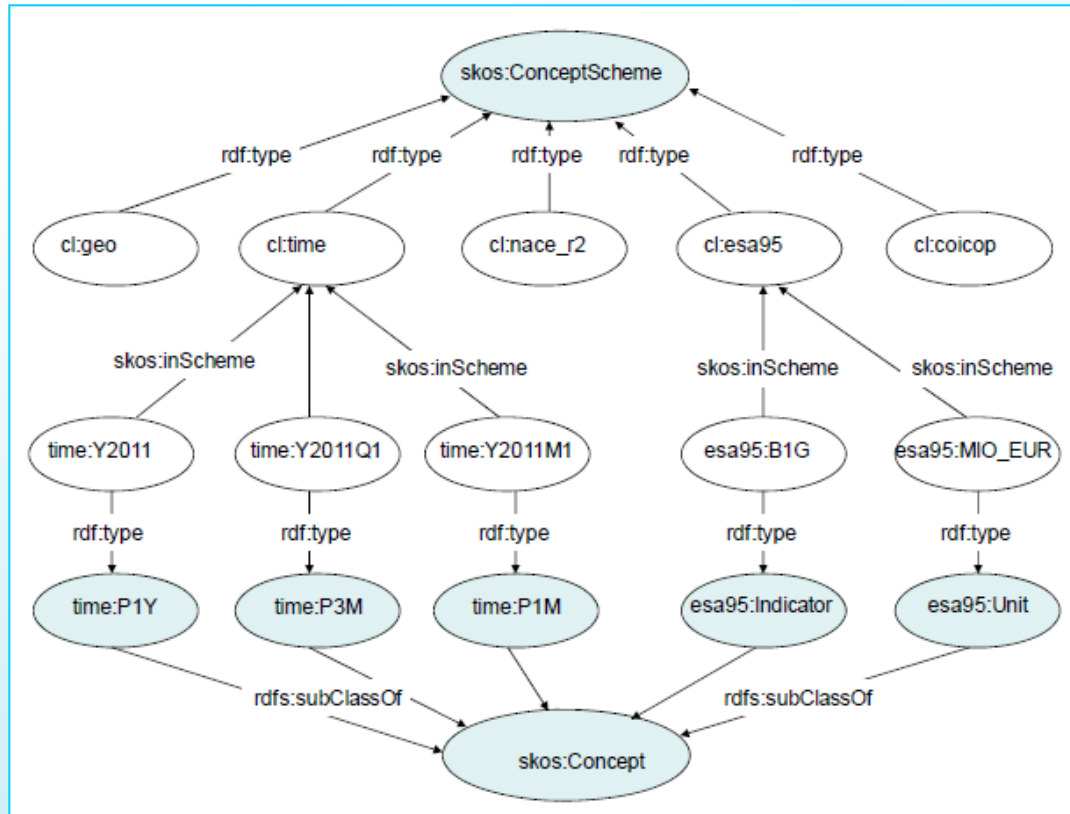 skos:ConceptScheme
rdf:type
rdf:type
rdf:type
rdf:type
rdf:type
cl:geo
cl:time
cl:nace_r2
cl:esa95
cl:coicop
skos:inScheme
skos:inScheme
skos:inScheme
skos:inScheme
time:Y2011
time:Y2011Q1
time:Y2011M1
esa95:B1G
esa95:MIO_EUR
rdf:type
rdf:type
rdf:type
rdf:type
rdf:type
time:P1Y
time:P3M
time:P1M
esa95:Indicator
esa95:Unit
rdfs:subClassOf
rdfs:subClassOf
skos:Concept